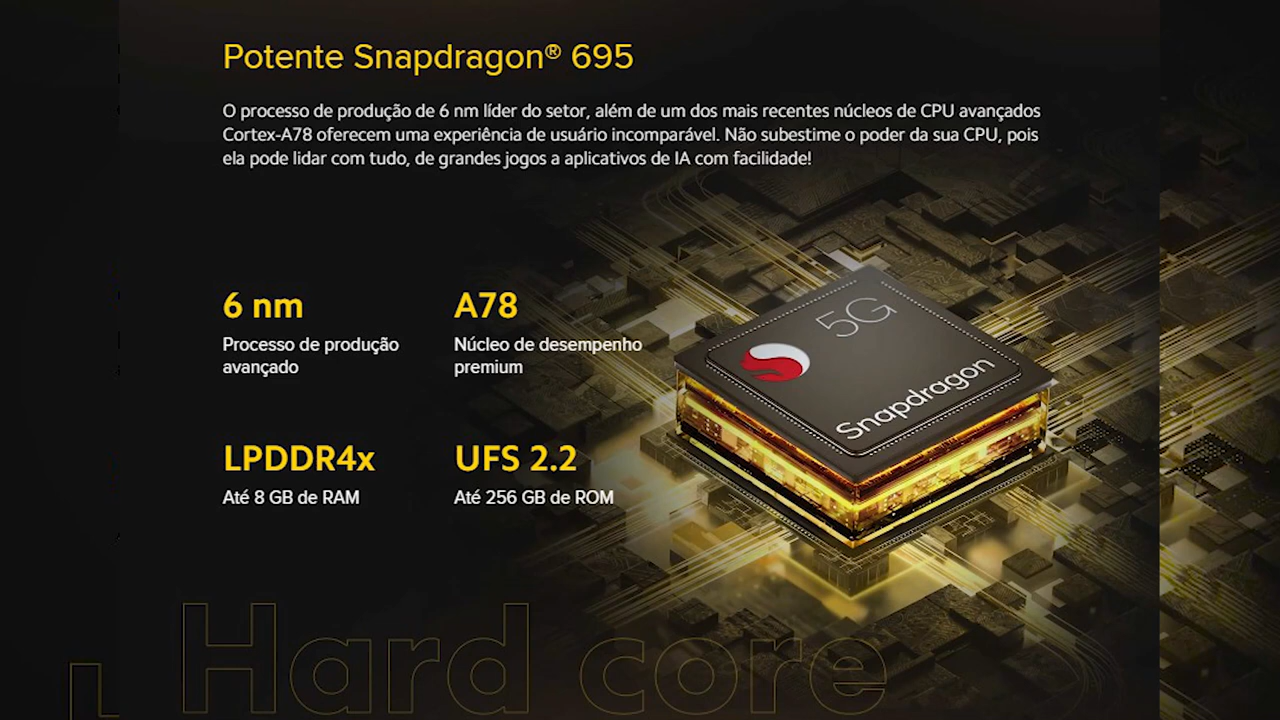 Potente Snapdragon® 695
O processo de produção de 6 nm líder do setor, além de um dos mais recentes núcleos de CPU avançados
Cortex-A78 oferecem uma experiência de usuário incomparável. Não subestime o poder da sua CPU, pois
ela pode lidar com tudo, de grandes jogos a aplicativos de IA com facilidade!
6 nm
Processo de produção
avançado
A78
Núcleo de desempenho
premium
LPDDR4x
Até 8 GB de RAM
UFS 2.2
Até 256 GB de ROM
5G
Snapdragon
Hard core